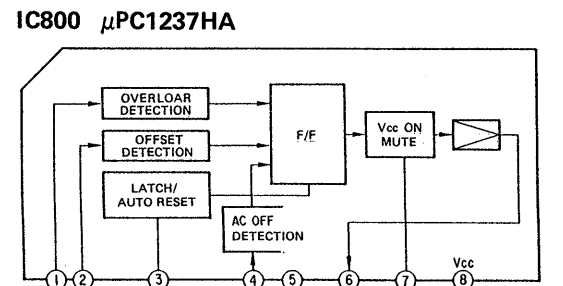 IC800 μPC1237HA
OVERLOAR
DETECTION
OFFSET
DETECTION
F/F
Vcc ON
MUTE
LATCH/
AUTO RESET
AC OFF
DETECTION
Vcc
1 2 3 4 5 6 7 8